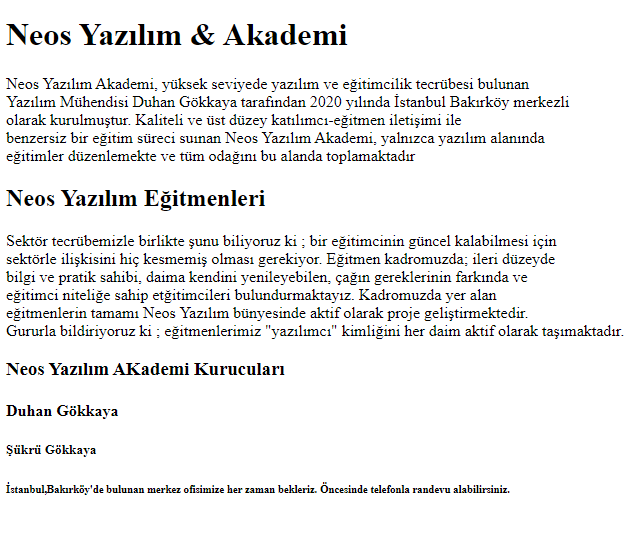 Neos Yazılım & Akademi
Neos Yazılım Akademi, yüksek seviyede yazılım ve eğitimcilik tecrübesi bulunan
Yazılım Mühendisi Duhan Gökkaya tarafından 2020 yılında İstanbul Bakırköy merkezli
olarak kurulmuştur. Kaliteli ve üst düzey katılımcı-eğitmen iletişimi ile
benzersiz bir eğitim süreci suınan Neos Yazılım Akademi, yalnızca yazılım alanında
eğitimler düzenlemekte ve tüm odağını bu alanda toplamaktadır
Neos Yazılım Eğitmenleri
Sektör tecrübemizle birlikte şunu biliyoruz ki ; bir eğitimcinin güncel kalabilmesi için
sektörle ilişkisini hiç kesmemiş olması gerekiyor. Eğitmen kadromuzda; ileri düzeyde
bilgi ve pratik sahibi, daima kendini yenileyebilen, çağın gereklerinin farkında ve
eğitimci niteliğe sahip etğitimcileri bulundurmaktayız. Kadromuzda yer alan
eğitmenlerin tamamı Neos Yazılım bünyesinde aktif olarak proje geliştirmektedir.
Gururla bildiriyoruz ki ; eğitmenlerimiz "yazılımcı" kimliğini her daim aktif olarak taşımaktadır.
Neos Yazılım AKademi Kurucuları
Duhan Gökkaya
Şükrü Gökkaya
İstanbul,Bakırköy'de bulunan merkez ofisimize her zaman bekleriz. Öncesinde telefonla randevu alabilirsiniz.